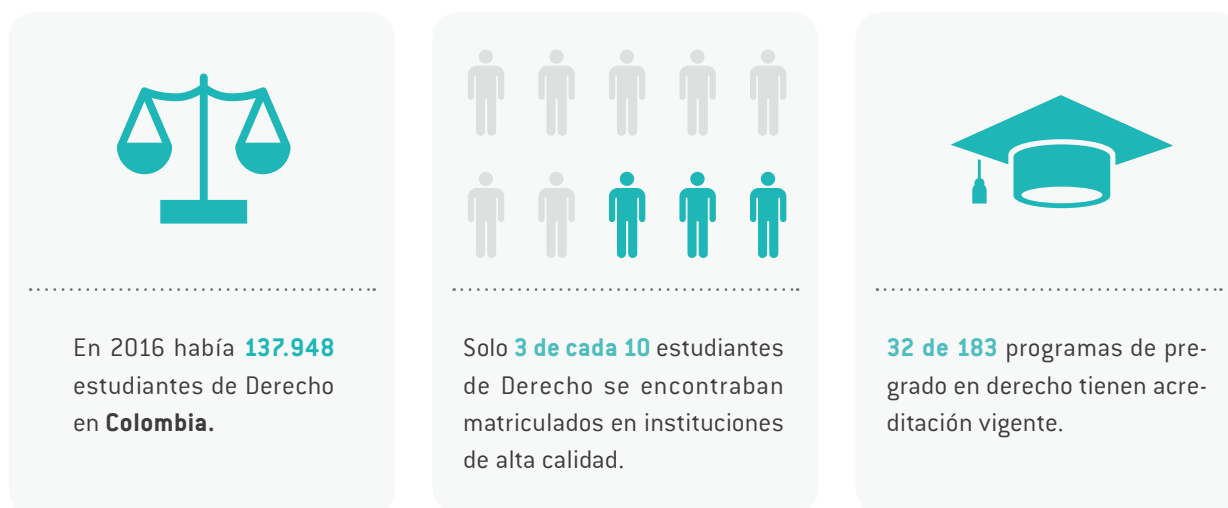 En 2016 había 137.948
estudiantes de Derecho
en Colombia.
Solo 3 de cada 10 estudiantes
de Derecho se encontraban
matriculados en instituciones
de alta calidad.
32 de 183 programas de pre-
grado en derecho tienen acre-
ditación vigente.